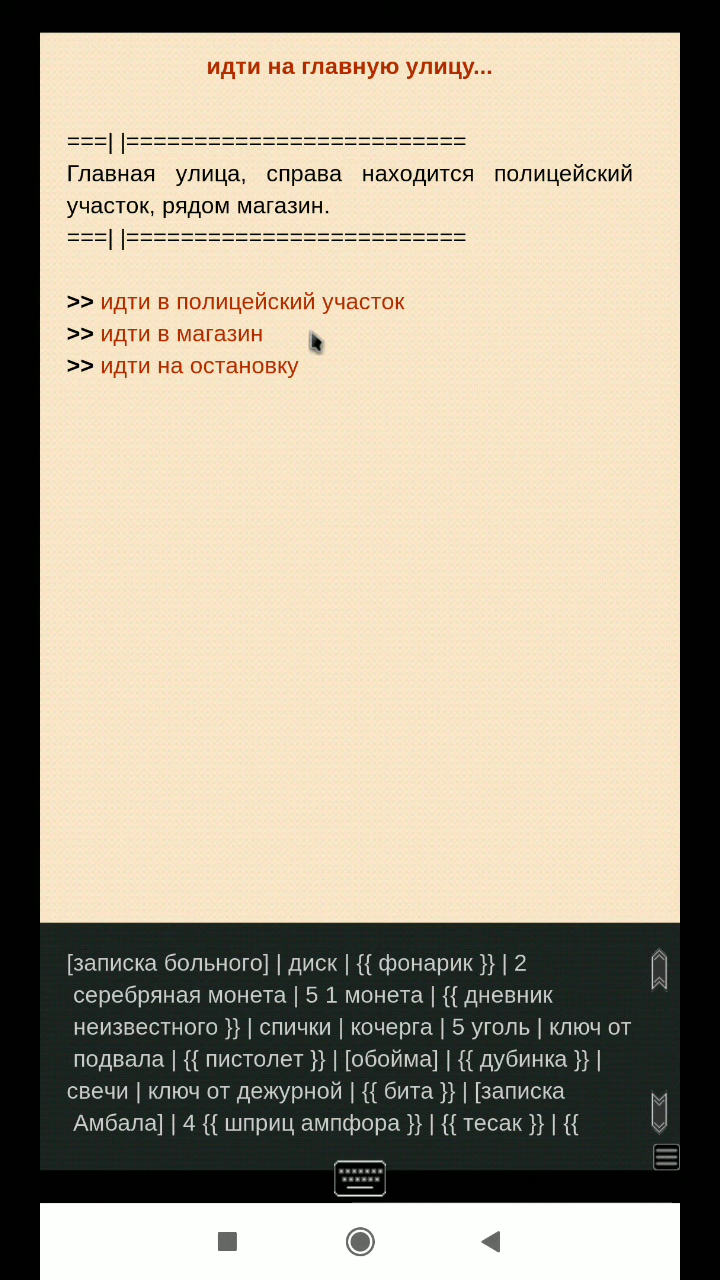 идти на главную улицу...
===| |=========================
Главная улица, справа находится полицейский
участок, рядом магазин.
===| |=========================
>> идти в полицейский участок
>> идти в магазин
>> идти на остановку
[записка больного] | диск | {{ фонарик }} | 2
серебряная монета | 5 1 монета | {{ дневник
неизвестного }} | спички | кочерга | 5 уголь | ключ от
подвала | {{ пистолет }} | [обойма] | {{ дубинка }} |
свечи | ключ от дежурной | {{ бита }} | [записка
Амбала] | 4 {{ шприц ампфора }} | {{ тесак }} | {{